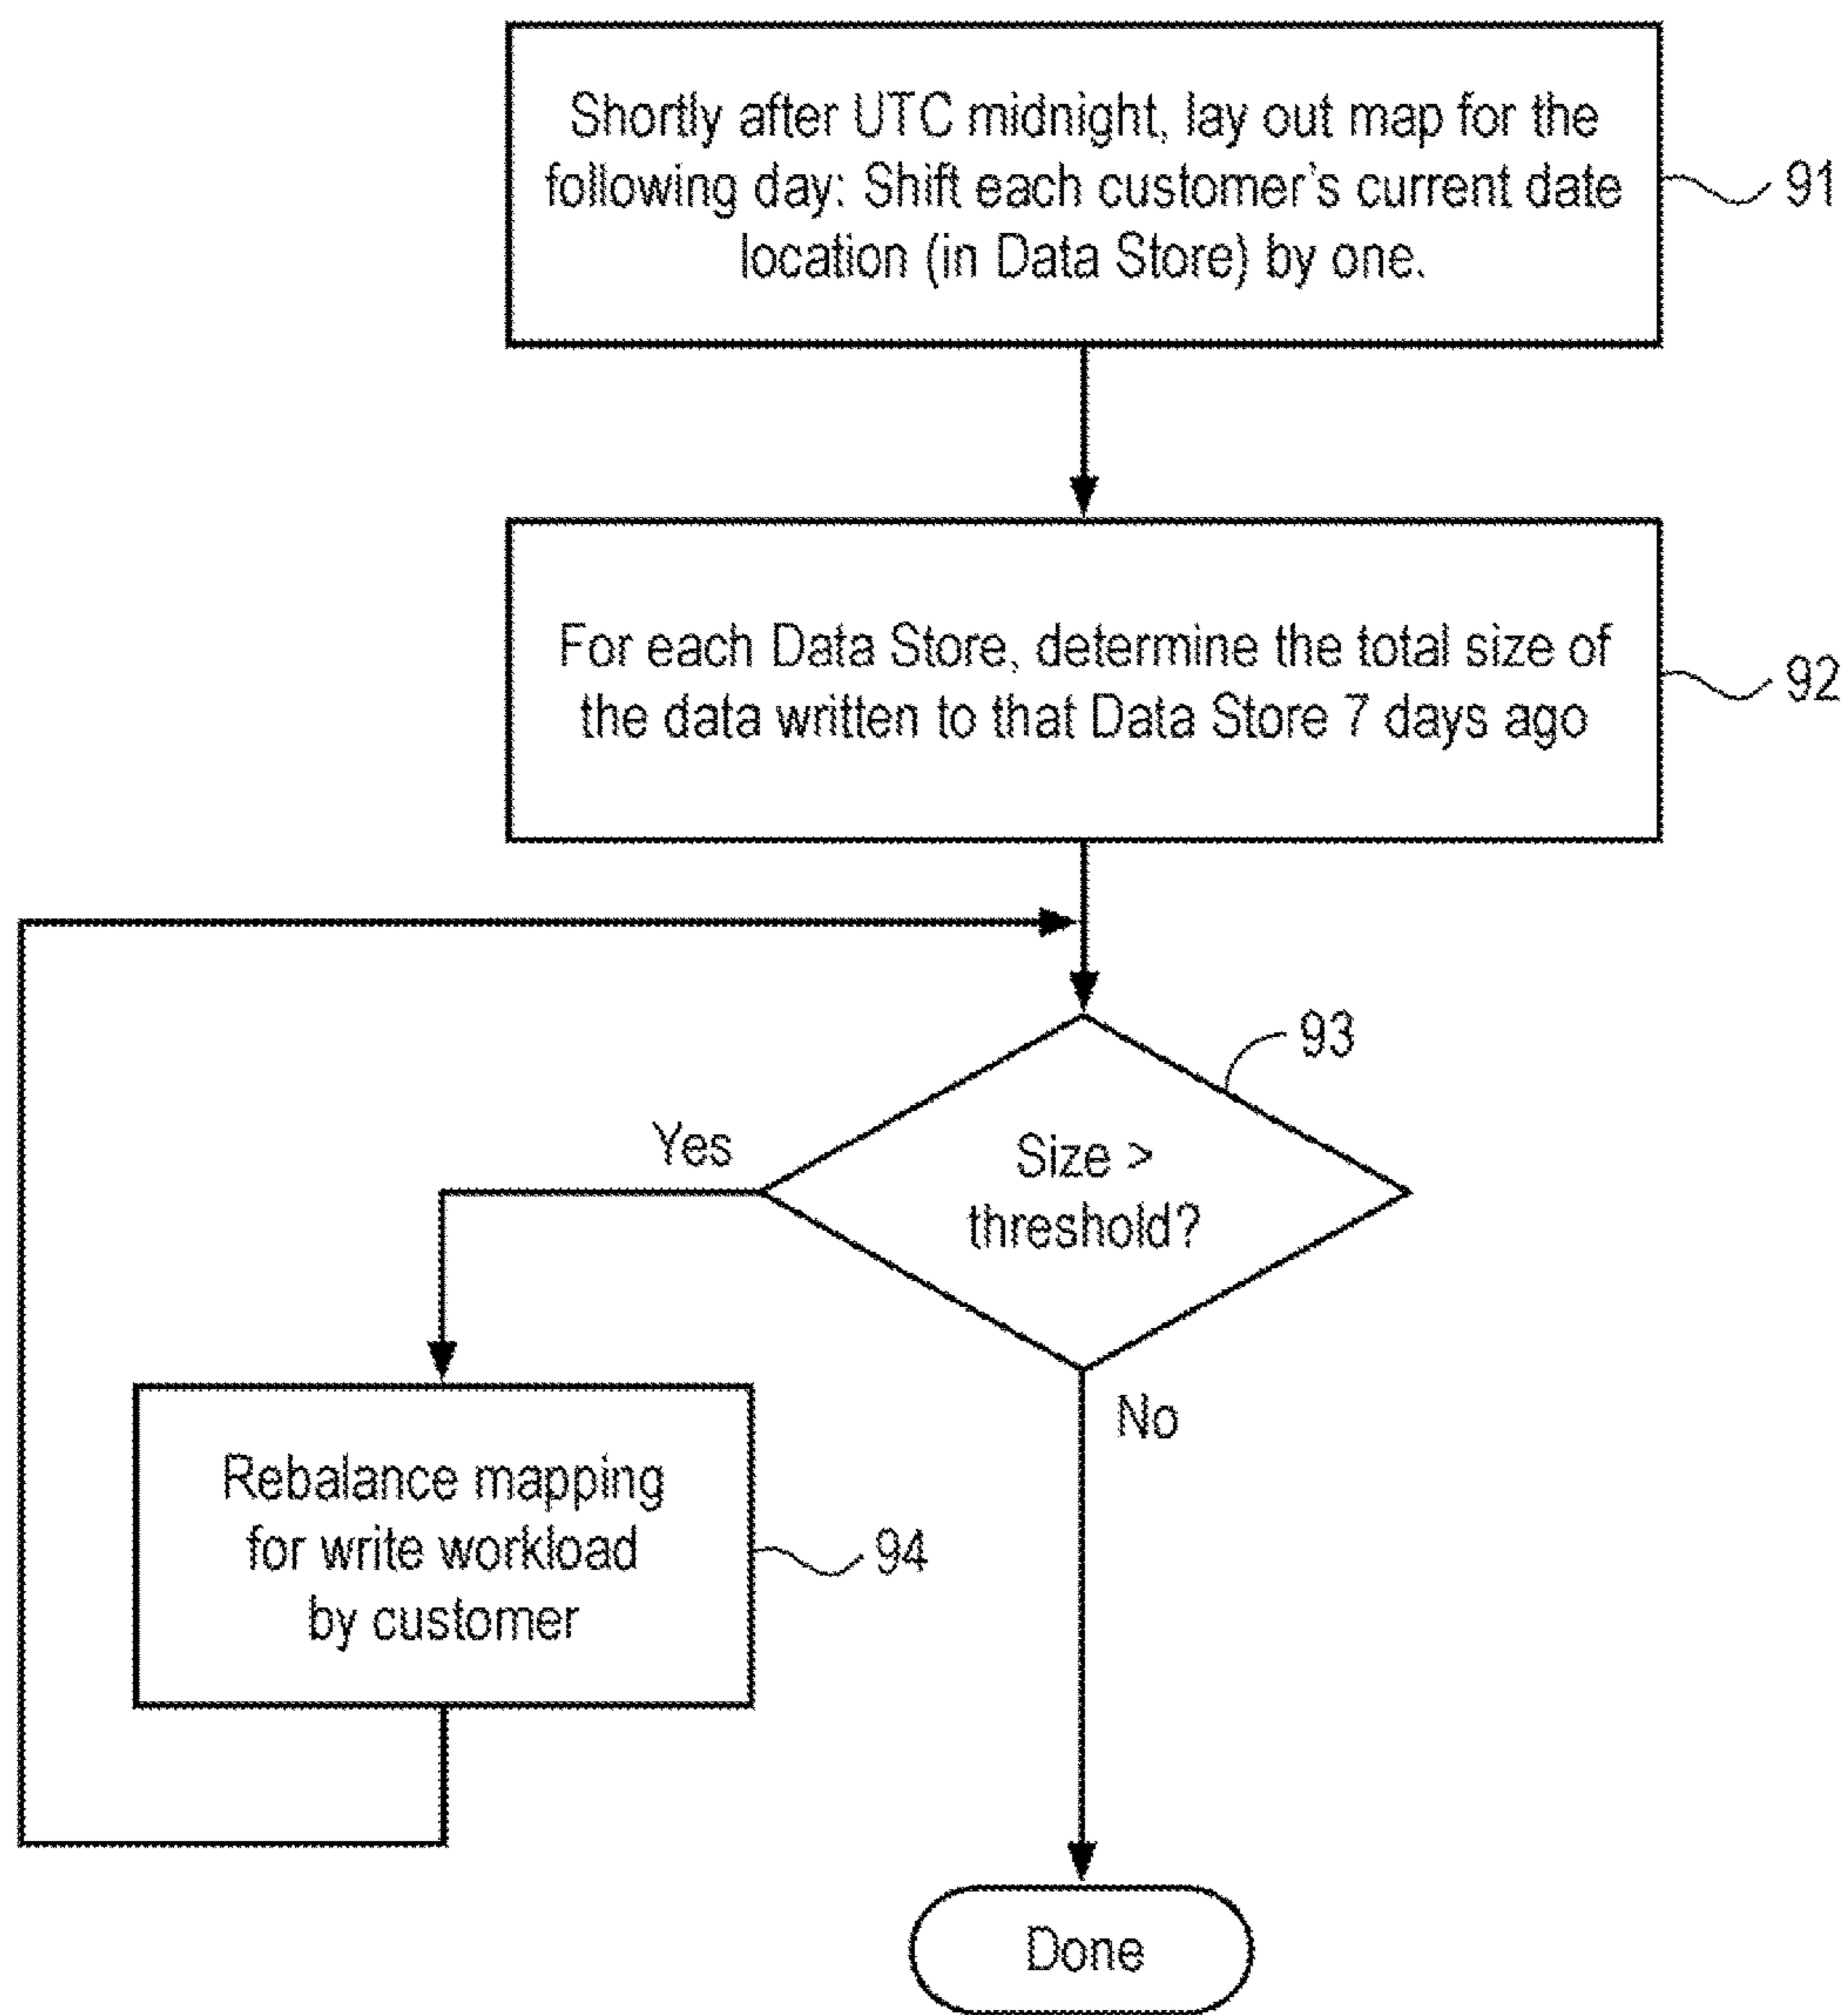 Shortly after UTC midnight, lay out map for the
following day: Shift each customer's current date
location (in Data Store) by one.
91
For each Data Store, determine the total size of
the data written to that Data Store 7 days ago
92
93
Yes
Size >
threshold?
No
Rebalance mapping
for write workload
by customer
94
Done